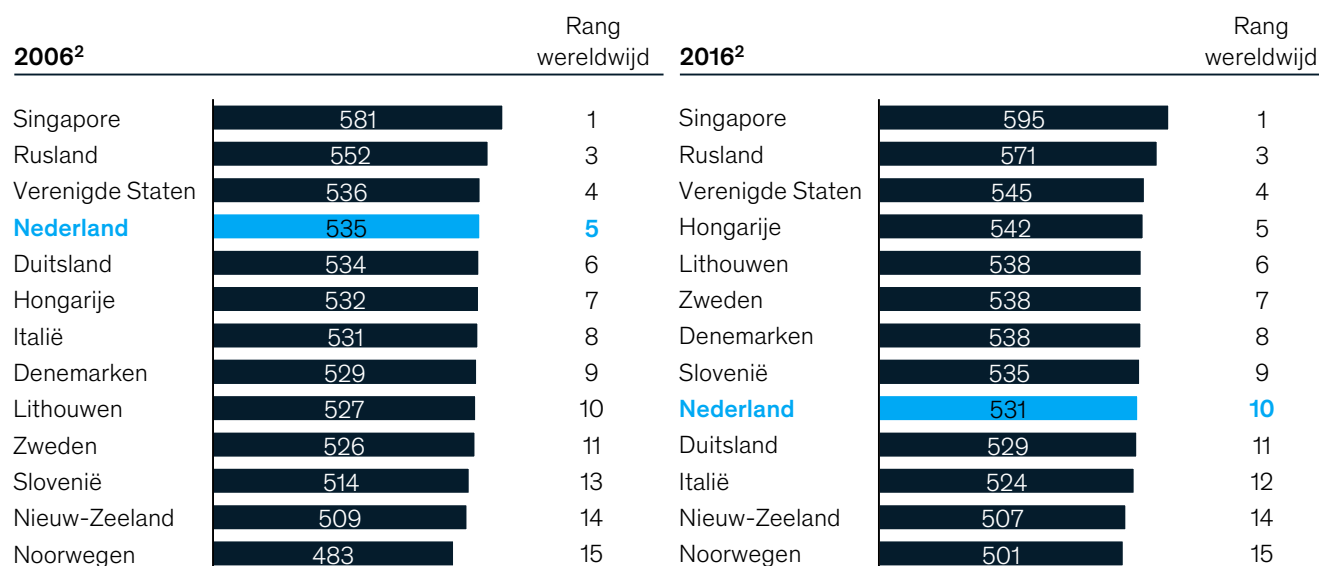 2006² Rang wereldwijd
Singapore 581 1
Rusland 552 3
Verenigde Staten 536 4
Nederland 535 5
Duitsland 534 6
Hongarije 532 7
Italië 531 8
Denemarken 529 9
Lithouwen 527 10
Zweden 526 11
Slovenië 514 13
Nieuw-Zeeland 509 14
Noorwegen 483 15
2016² Rang wereldwijd
Singapore 595 1
Rusland 571 3
Verenigde Staten 545 4
Hongarije 542 5
Lithouwen 538 6
Zweden 538 7
Denemarken 538 8
Slovenië 535 9
Nederland 531 10
Duitsland 529 11
Italië 524 12
Nieuw-Zeeland 507 14
Noorwegen 501 15